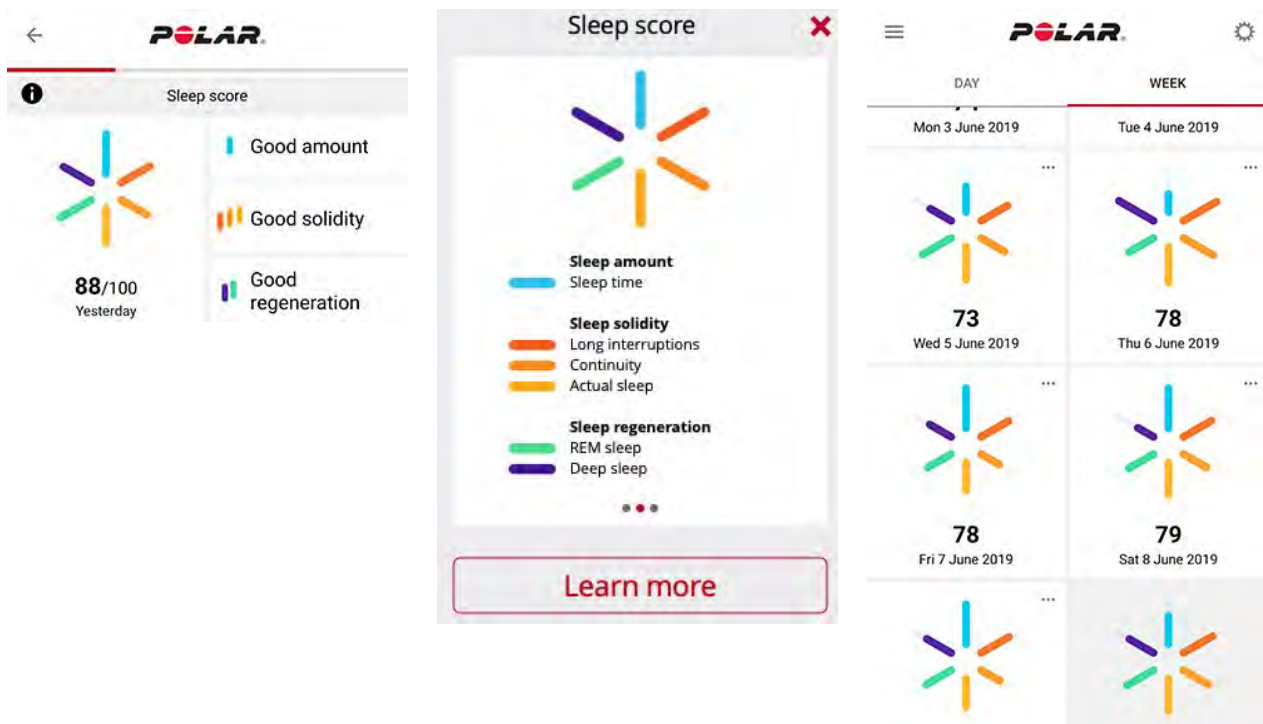 POLAR
Sleep score
Good amount
Good solidity
Good
regeneration
88/100
Yesterday
Sleep score
Sleep amount
Sleep time
Sleep solidity
Long interruptions
Continuity
Actual sleep
Sleep regeneration
REM sleep
Deep sleep
Learn more
POLAR
DAY WEEK
Mon 3 June 2019 Tue 4 June 2019
73 78
Wed 5 June 2019 Thu 6 June 2019
78 79
Fri 7 June 2019 Sat 8 June 2019